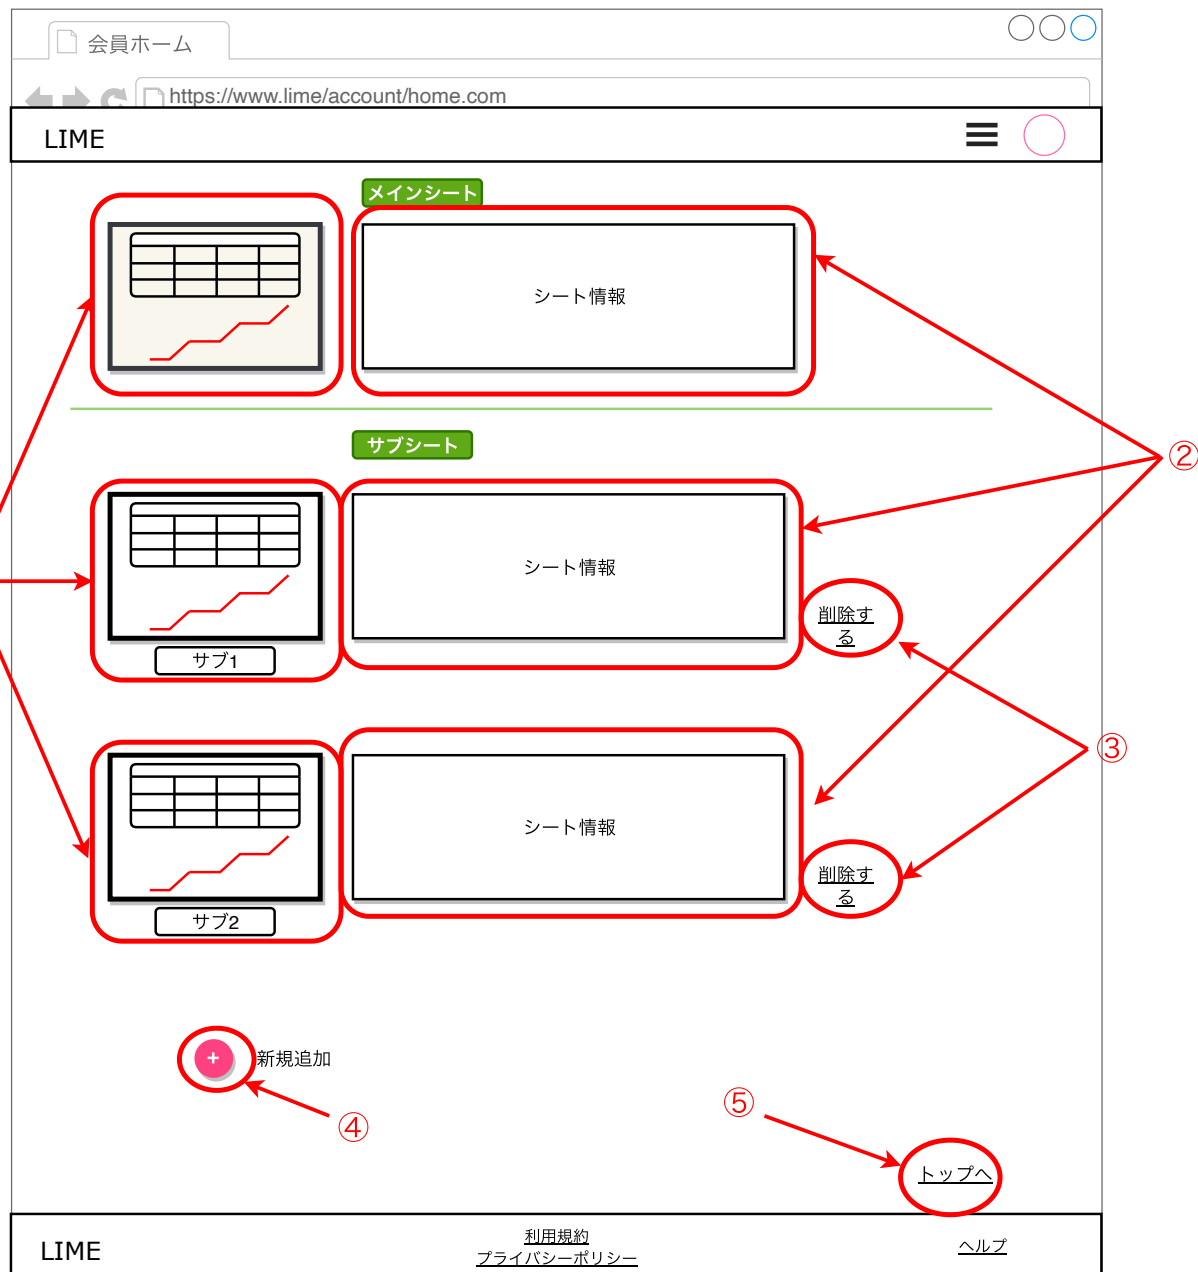 会員ホーム
https://www.lime/account/home.com
LIME
メインシート
シート情報
サブシート
②
シート情報
削除す
る
サブ1
③
シート情報
削除す
る
サブ2
+
新規追加
④
⑤
トップへ
LIME
利用規約
プライバシーポリシー
ヘルプ